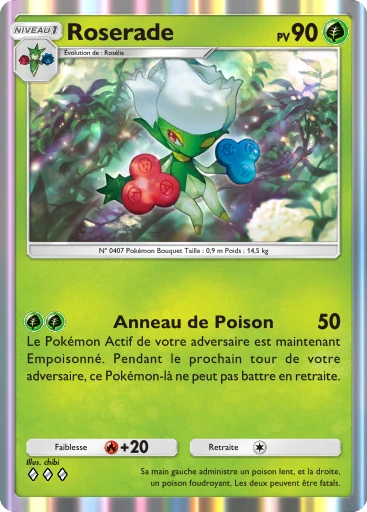 NIVEAU 1
Roserade
PV 90
Évolution de : Rosélia
N° 0407 Pokémon Bouquet Taille : 0,9 m Poids : 14,5 kg
Anneau de Poison 50
Le Pokémon Actif de votre adversaire est maintenant
Empoisonné. Pendant le prochain tour de votre
adversaire, ce Pokémon-là ne peut pas battre en retraite.
Faiblesse +20 Retraite
Illus. chibi
Sa main gauche administre un poison lent, et la droite,
un poison foudroyant. Les deux peuvent être fatals.